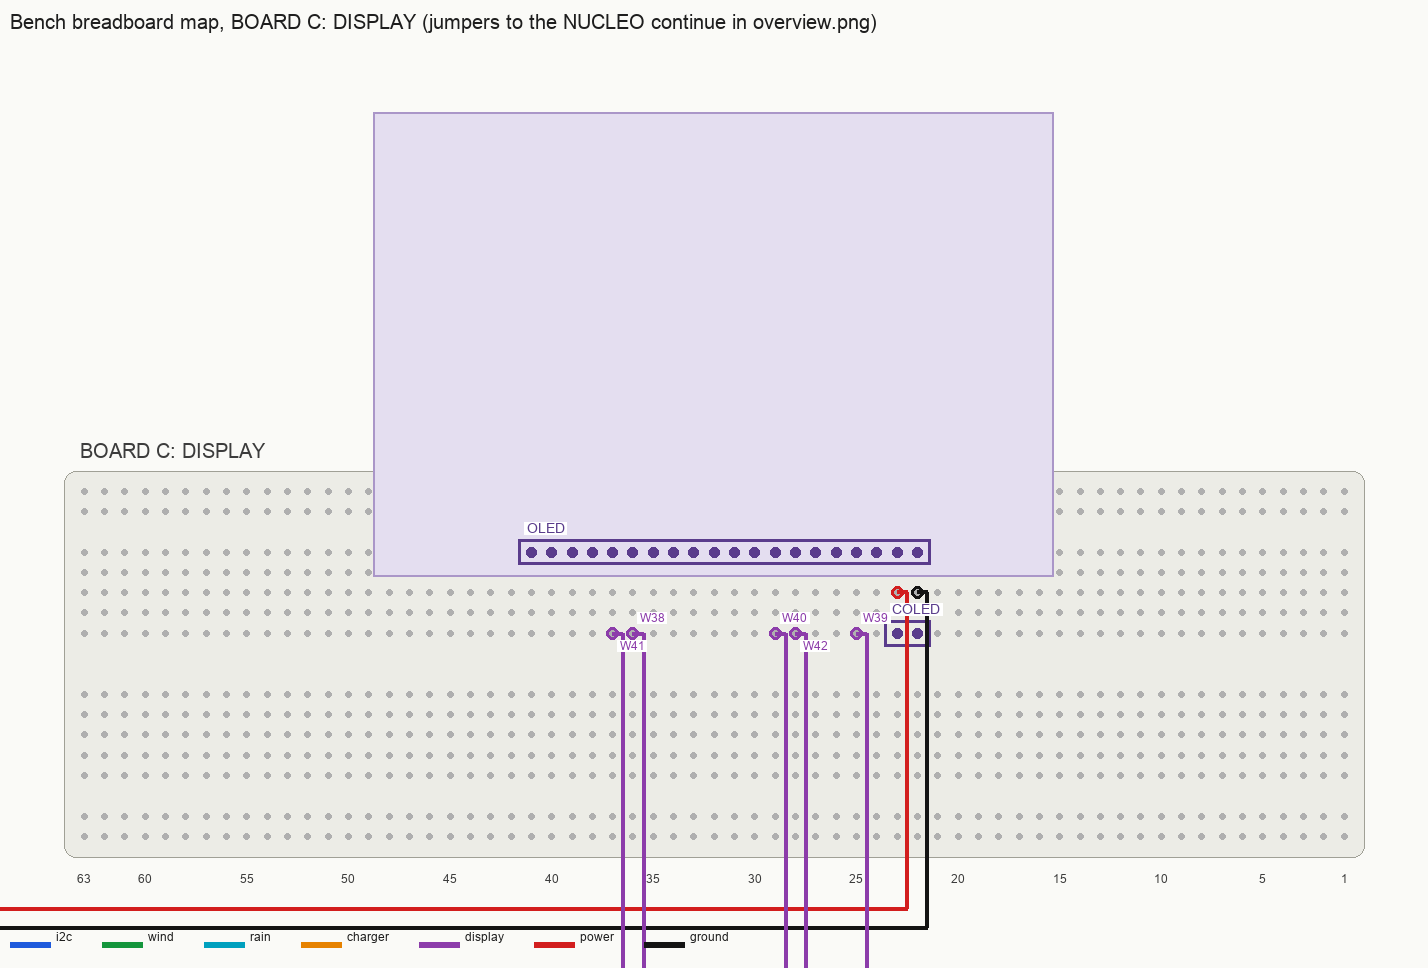 Bench breadboard map, BOARD C: DISPLAY (jumpers to the NUCLEO continue in overview.png)
BOARD C: DISPLAY
OLED
COLED
W38 W40 W39
W41 W42
63 60 55 50 45 40 35 30 25 20 15 10 5 1
i2c wind rain charger display power ground